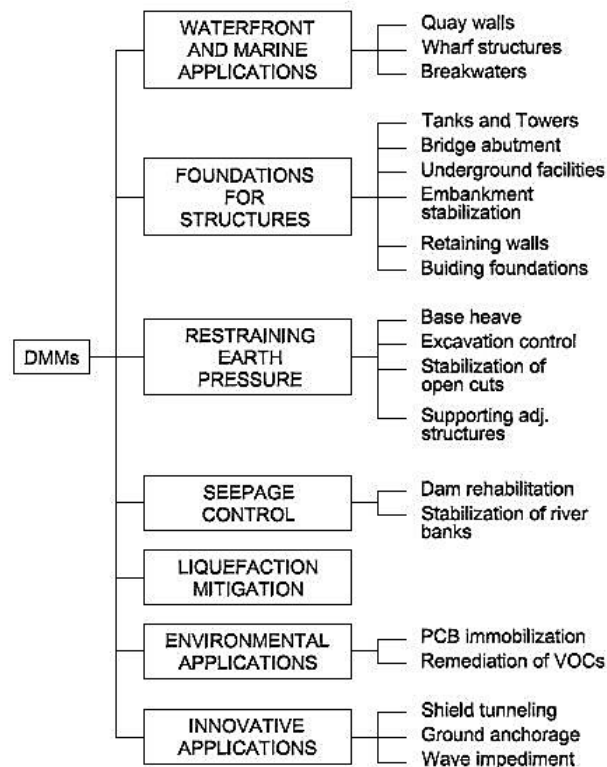 DMMs
WATERFRONT
AND MARINE
APPLICATIONS
Quay walls
Wharf structures
Breakwaters
FOUNDATIONS
FOR
STRUCTURES
Tanks and Towers
Bridge abutment
Underground facilities
Embankment
stabilization
Retaining walls
Buiding foundations
RESTRAINING
EARTH
PRESSURE
Base heave
Excavation control
Stabilization of
open cuts
Supporting adj.
structures
SEEPAGE
CONTROL
Dam rehabilitation
Stabilization of river
banks
LIQUEFACTION
MITIGATION
ENVIRONMENTAL
APPLICATIONS
PCB immobilization
Remediation of VOCs
INNOVATIVE
APPLICATIONS
Shield tunneling
Ground anchorage
Wave impediment